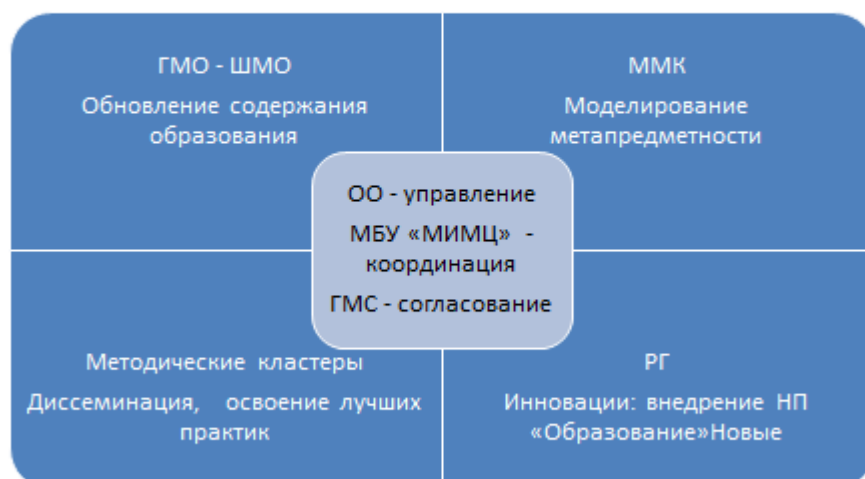 ГМО - ШМО
Обновление содержания
образования
ММК
Моделирование
метапредметности
ОО - управление
МБУ «МИМЦ» -
координация
ГМС - согласование
Методические кластеры
Диссеминация, освоение лучших
практик
РГ
Инновации: внедрение НП
«Образование»Новые